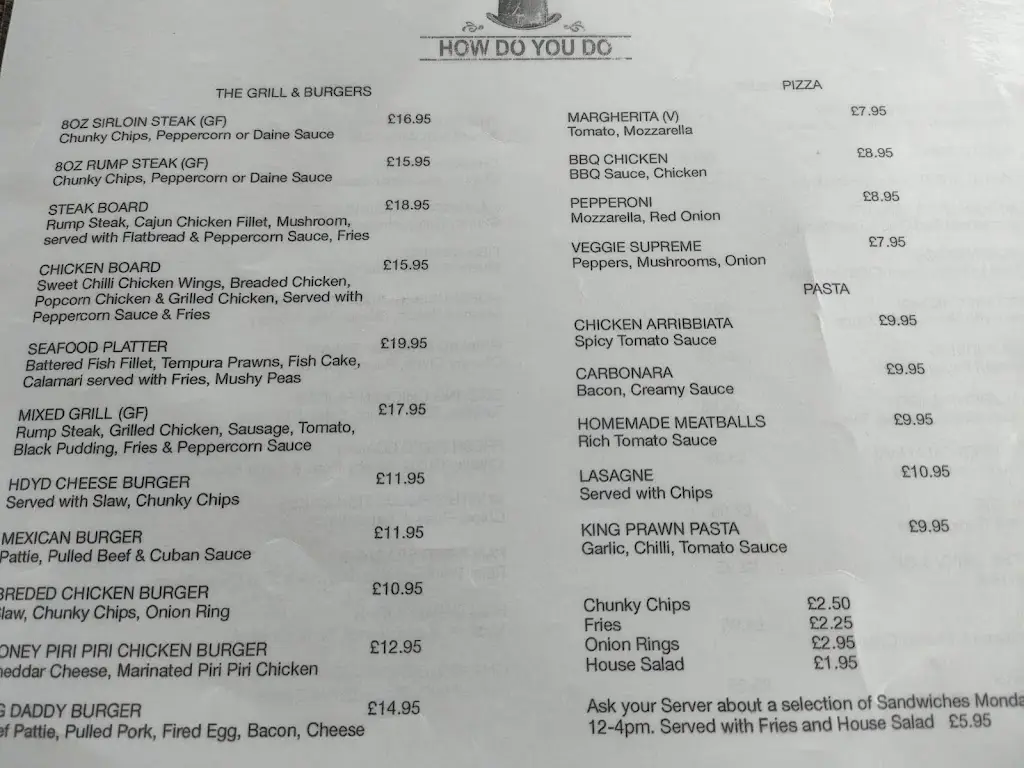 HOW DO YOU DO
THE GRILL & BURGERS
8OZ SIRLOIN STEAK (GF) £16.95
Chunky Chips, Peppercorn or Daine Sauce
8OZ RUMP STEAK (GF) £15.95
Chunky Chips, Peppercorn or Daine Sauce
STEAK BOARD £18.95
Rump Steak, Cajun Chicken Fillet, Mushroom,
served with Flatbread & Peppercorn Sauce, Fries
CHICKEN BOARD £15.95
Sweet Chilli Chicken Wings, Breaded Chicken,
Popcorn Chicken & Grilled Chicken, Served with
Peppercorn Sauce & Fries
SEAFOOD PLATTER £19.95
Battered Fish Fillet, Tempura Prawns, Fish Cake,
Calamari served with Fries, Mushy Peas
MIXED GRILL (GF) £17.95
Rump Steak, Grilled Chicken, Sausage, Tomato,
Black Pudding, Fries & Peppercorn Sauce
HDYD CHEESE BURGER £11.95
Served with Slaw, Chunky Chips
MEXICAN BURGER £11.95
Pattie, Pulled Beef & Cuban Sauce
BREDED CHICKEN BURGER £10.95
law, Chunky Chips, Onion Ring
ONEY PIRI PIRI CHICKEN BURGER £12.95
heddar Cheese, Marinated Piri Piri Chicken
G DADDY BURGER £14.95
ef Pattie, Pulled Pork, Fired Egg, Bacon, Cheese
PIZZA
MARGHERITA (V) £7.95
Tomato, Mozzarella
BBQ CHICKEN £8.95
BBQ Sauce, Chicken
PEPPERONI £8.95
Mozzarella, Red Onion
VEGGIE SUPREME £7.95
Peppers, Mushrooms, Onion
PASTA
CHICKEN ARRIBBIATA £9.95
Spicy Tomato Sauce
CARBONARA £9.95
Bacon, Creamy Sauce
HOMEMADE MEATBALLS £9.95
Rich Tomato Sauce
LASAGNE £10.95
Served with Chips
KING PRAWN PASTA £9.95
Garlic, Chilli, Tomato Sauce
Chunky Chips £2.50
Fries £2.25
Onion Rings £2.95
House Salad £1.95
Ask your Server about a selection of Sandwiches Monda
12-4pm. Served with Fries and House Salad £5.95